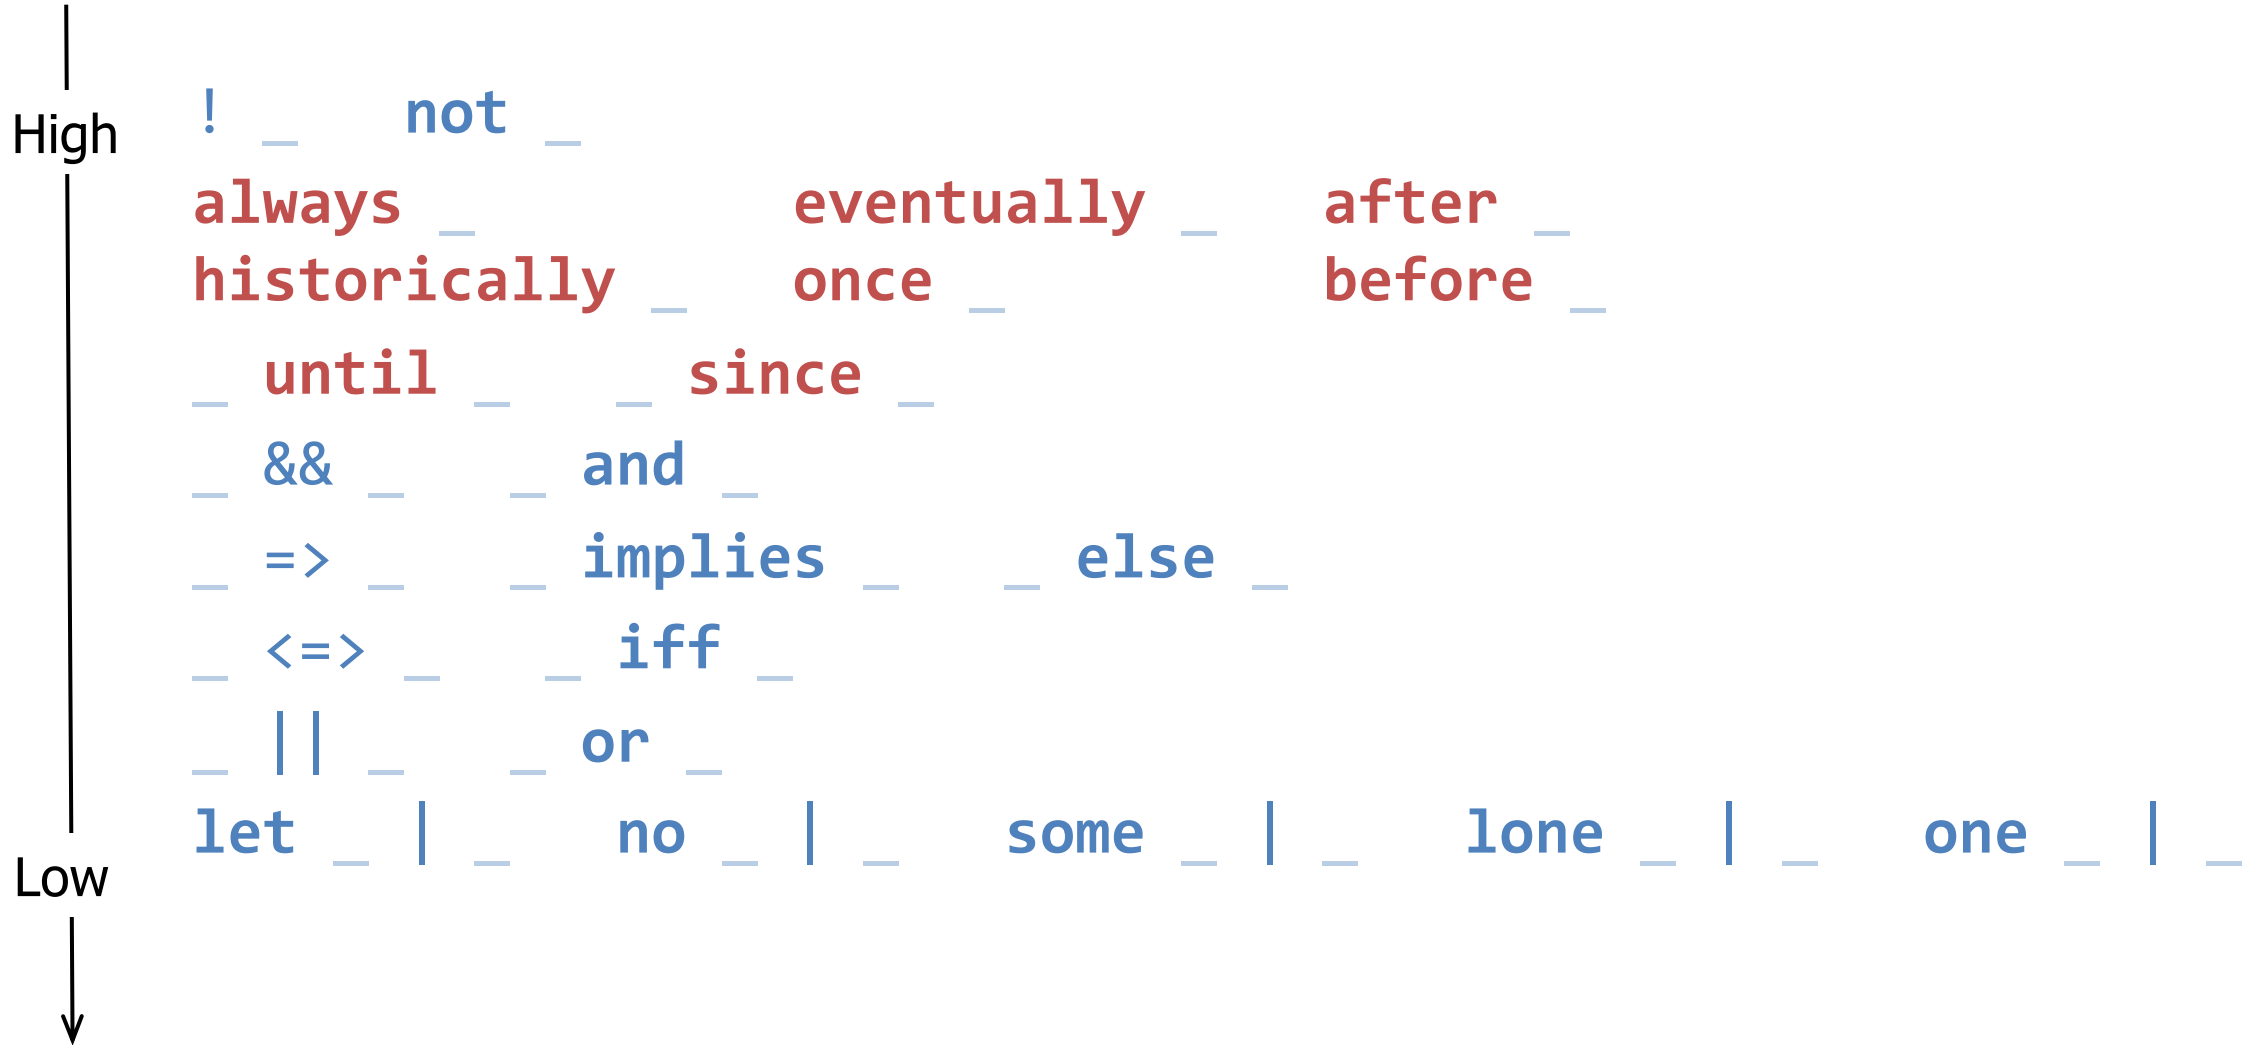 ! _ not _
High
always _ eventually _ after _
historically _ once _ before _
_ until _ _ since _
_ && _ _ and _
_ => _ _ implies _ _ else _
_ <=> _ _ iff _
_ || _ _ or _
let _ | _ no _ | _ some _ | _ lone _ | _ one _ | _
Low